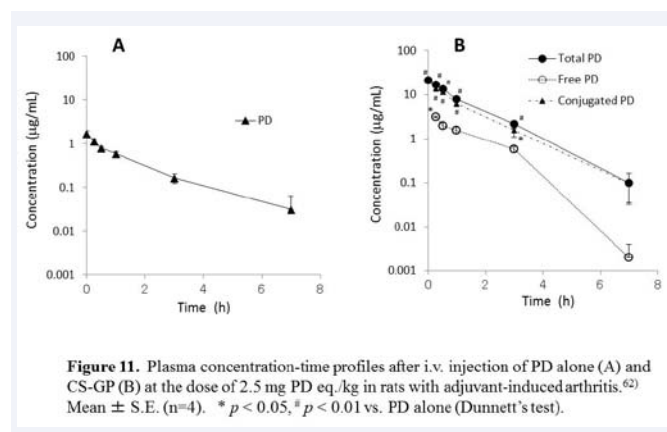 A
B
100
10
1
0.1
0.01
0.001
Concentration (μg/mL)
PD
0 2 4 6 8
Time (h)
100
10
1
0.1
0.01
0.001
Concentration (μg/mL)
Total PD
Free PD
Conjugated PD
# # * # # # # # * *
0 2 4 6 8
Time (h)
Figure 11. Plasma concentration-time profiles after i.v. injection of PD alone (A) and
CS-GP (B) at the dose of 2.5 mg PD eq./kg in rats with adjuvant-induced arthritis.62)
Mean ± S.E. (n=4). * p < 0.05, # p < 0.01 vs. PD alone (Dunnett's test).